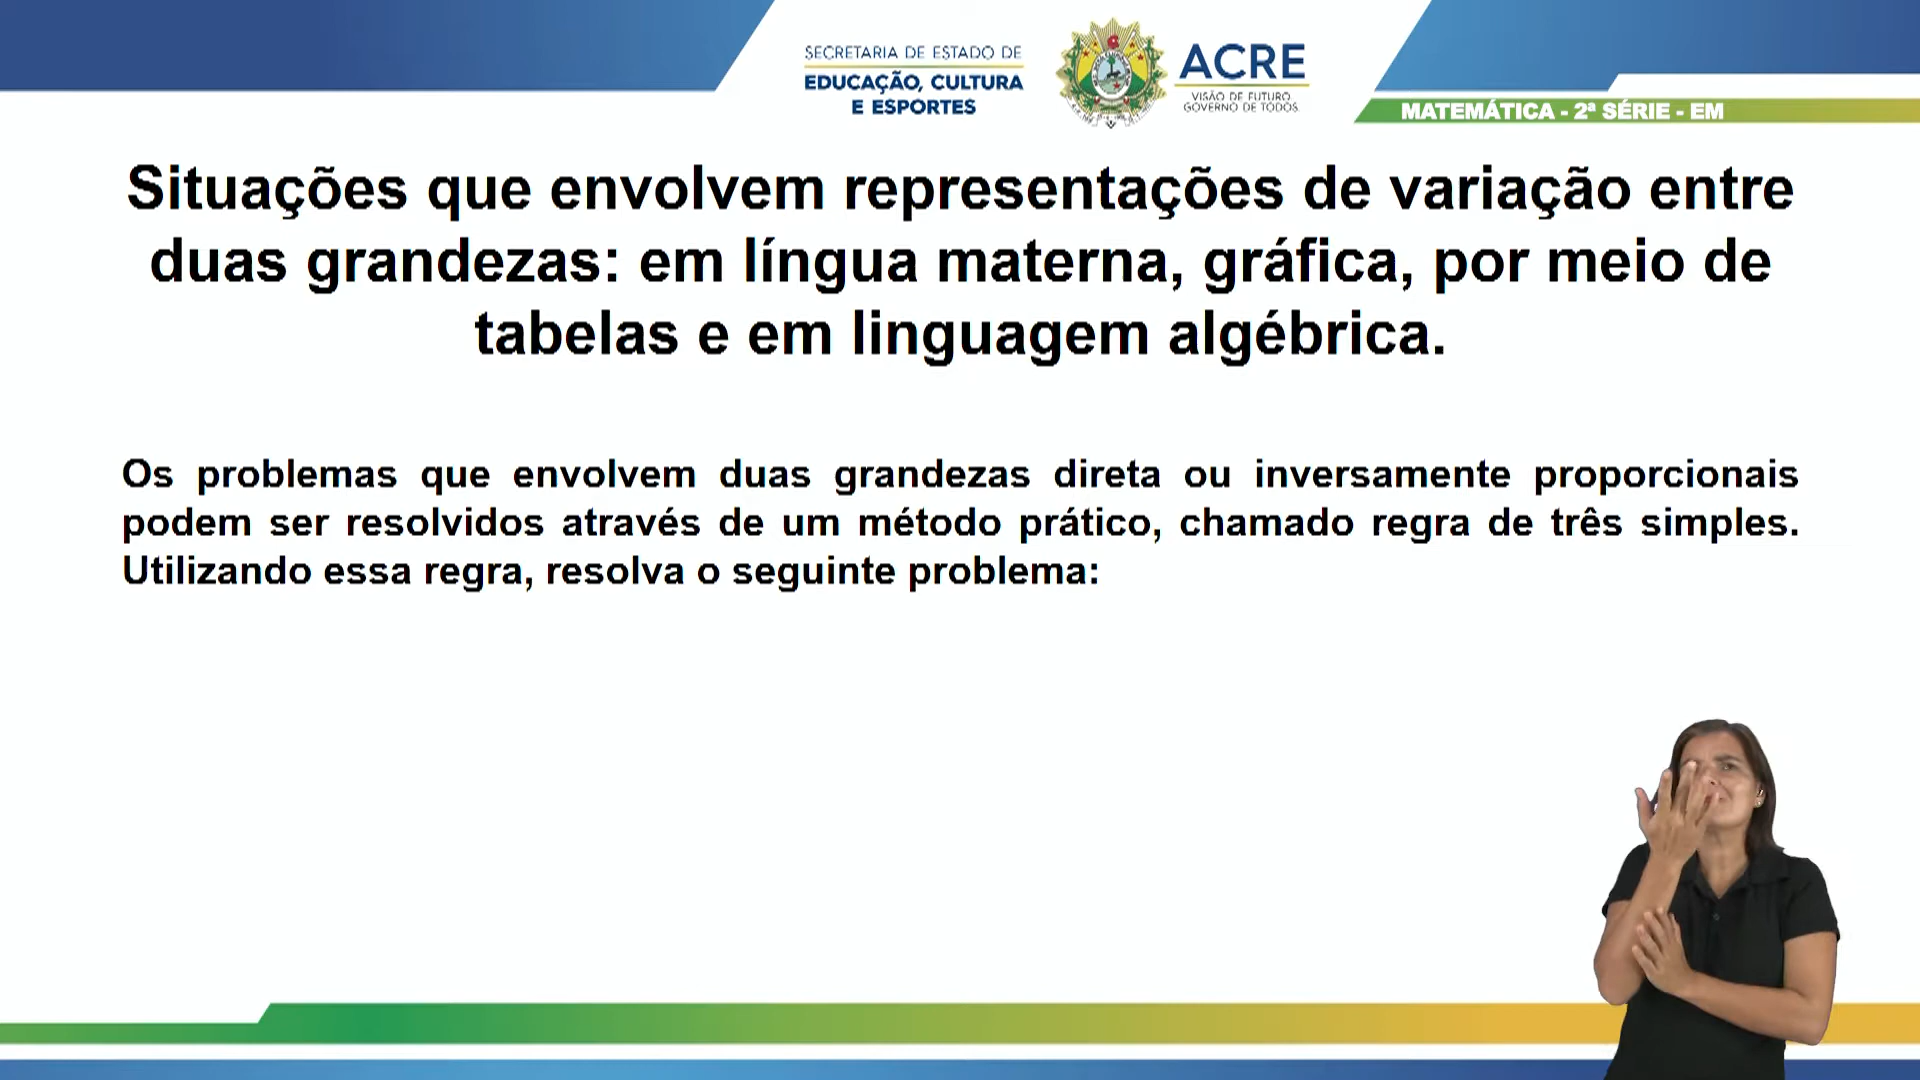 SECRETARIA DE ESTADO DE
EDUCAÇÃO, CULTURA
E ESPORTES
ACRE
VISÃO DE FUTURO
GOVERNO DE TODOS
MATEMÁTICA - 2ª SÉRIE - EM
Situações que envolvem representações de variação entre
duas grandezas: em língua materna, gráfica, por meio de
tabelas e em linguagem algébrica.
Os problemas que envolvem duas grandezas direta ou inversamente proporcionais
podem ser resolvidos através de um método prático, chamado regra de três simples.
Utilizando essa regra, resolva o seguinte problema: